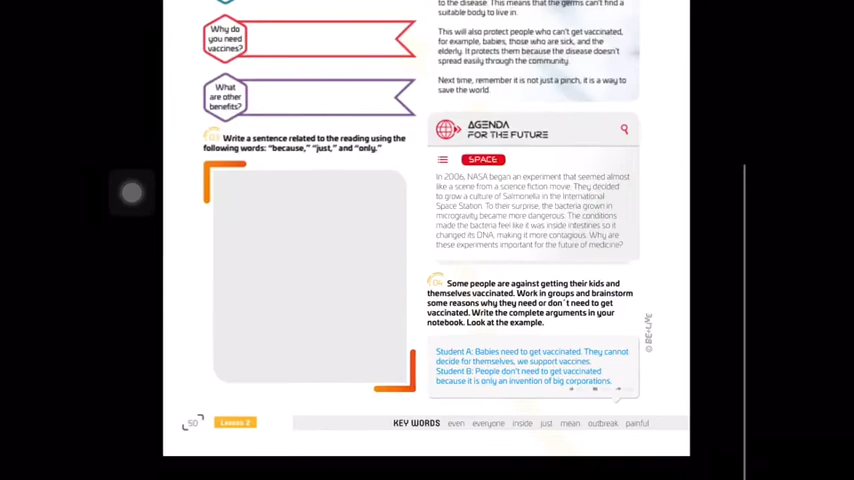 Why do
you need
vaccines?
What
are other
benefits?
03 Write a sentence related to the reading using the
following words: “because,” “just,” and “only.”
to the disease. This means that the germs can't find a
suitable body to live in.
This will also protect people who can't get vaccinated,
for example, babies, those who are sick, and the
elderly. It protects them because the disease doesn't
spread easily through the community.
Next time, remember it is not just a pinch, it is a way to
save the world.
AGENDA
FOR THE FUTURE
SPACE
In 2006, NASA began an experiment that seemed almost
like a scene from a science fiction movie. They decided
to grow a culture of Salmonella in the International
Space Station. To their surprise, the bacteria grown in
microgravity became more dangerous. The conditions
made the bacteria feel like it was inside intestines so it
changed its DNA, making it more contagious. Why are
these experiments important for the future of medicine?
04 Some people are against getting their kids and
themselves vaccinated. Work in groups and brainstorm
some reasons why they need or don´t need to get
vaccinated. Write the complete arguments in your
notebook. Look at the example.
Student A: Babies need to get vaccinated. They cannot
decide for themselves, we support vaccines.
Student B: People don't need to get vaccinated
because it is only an invention of big corporations.
50 Lesson 2
KEY WORDS even everyone inside just mean outbreak painful